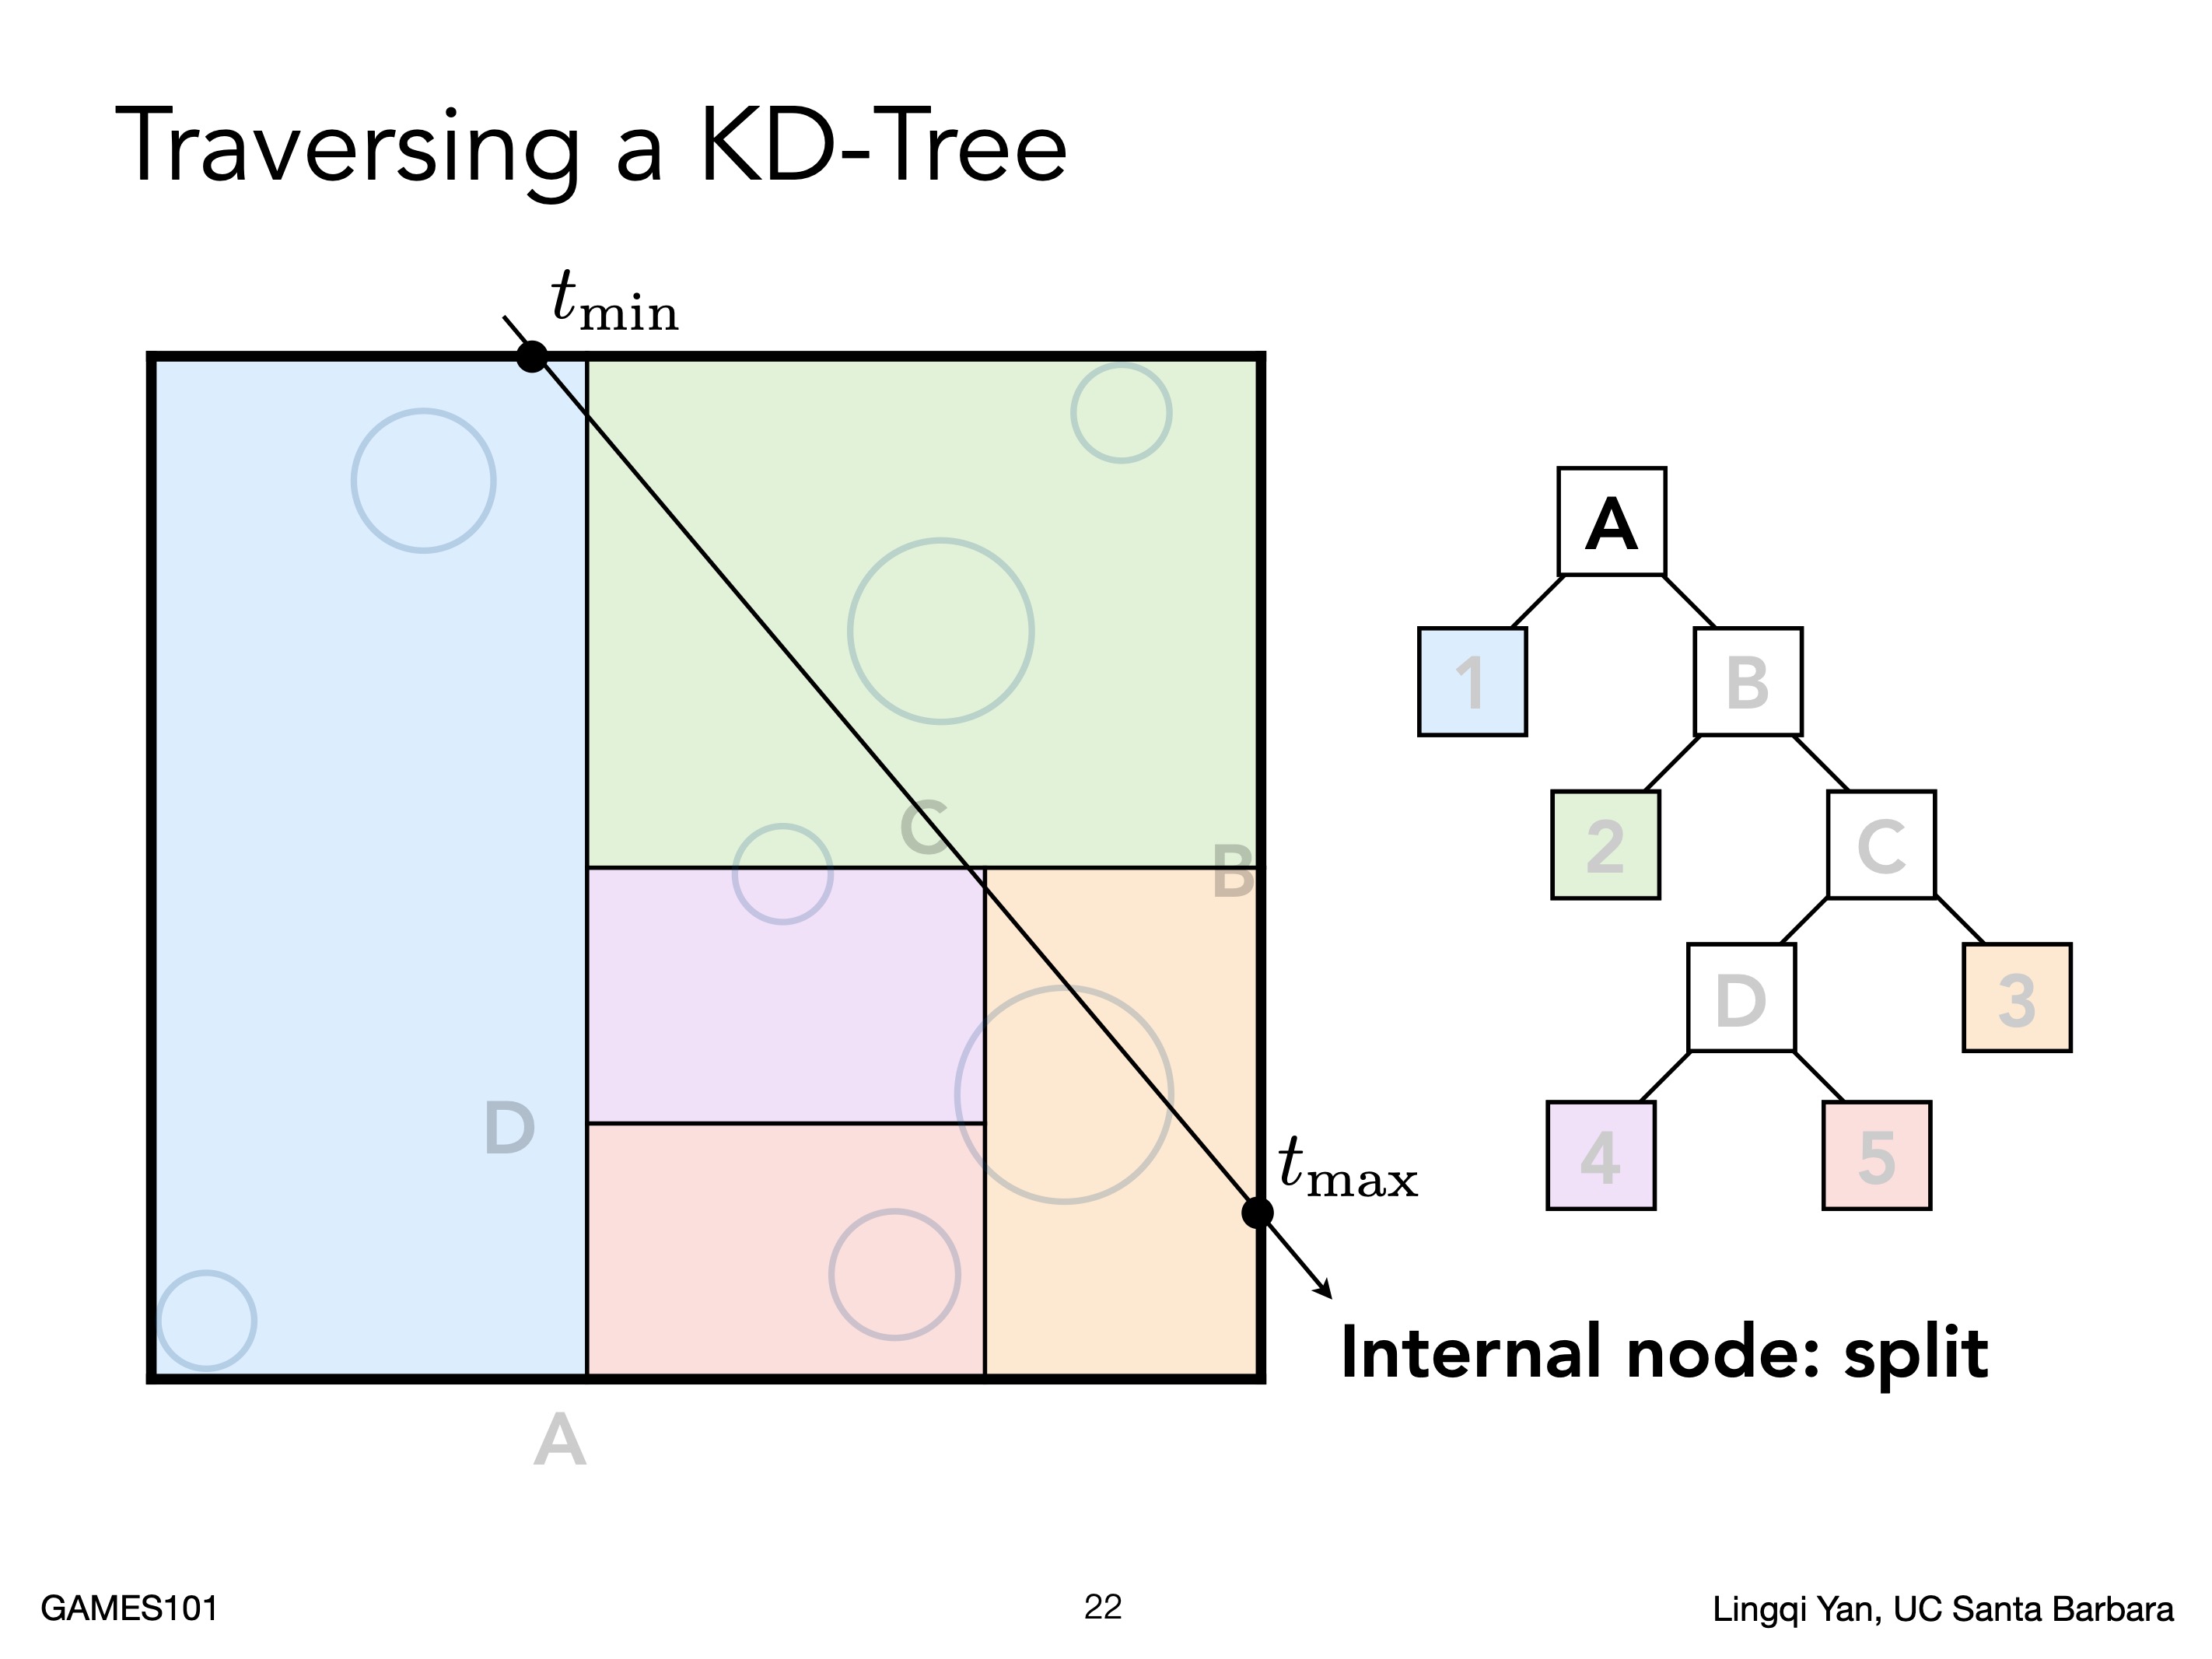 Traversing a KD-Tree
tmin
A
1
B
C
2
C
B
D
3
D
tmax
4
5
Internal node: split
A
GAMES101
22
Lingqi Yan, UC Santa Barbara